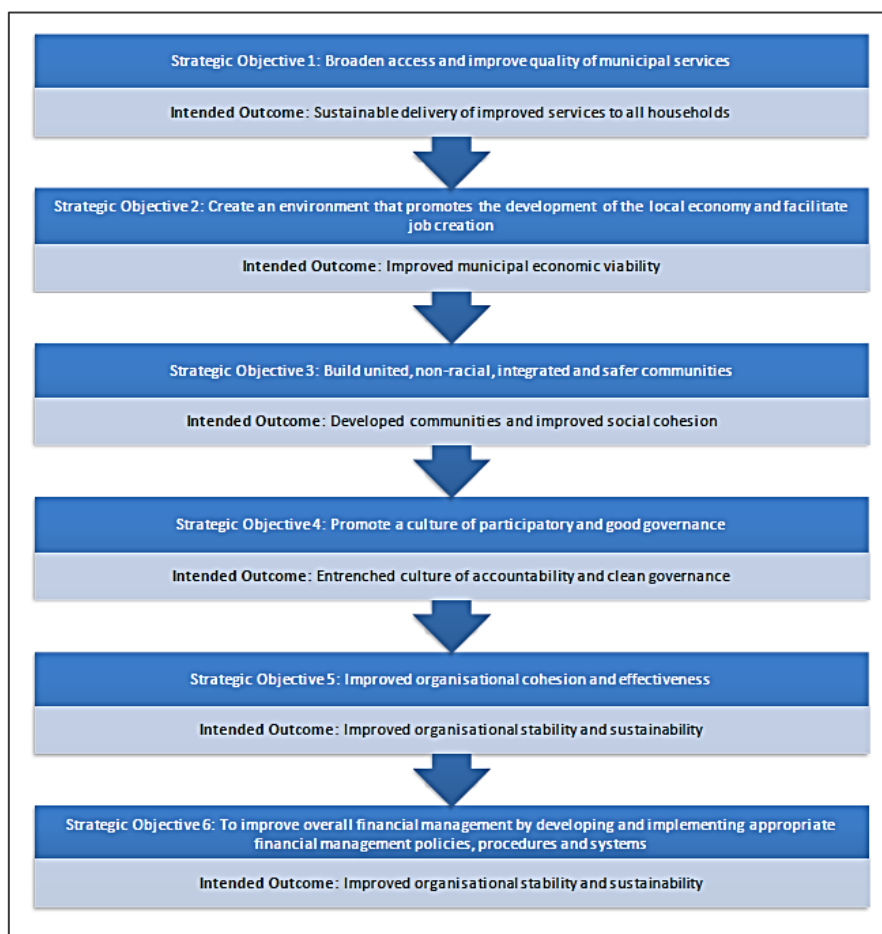 Strategic Objective 1: Broaden access and improve quality of municipal services
Intended Outcome: Sustainable delivery of improved services to all households
Strategic Objective 2: Create an environment that promotes the development of the local economy and facilitate
job creation
Intended Outcome: Improved municipal economic viability
Strategic Objective 3: Build united, non-racial, integrated and safer communities
Intended Outcome: Developed communities and improved social cohesion
Strategic Objective 4: Promote a culture of participatory and good governance
Intended Outcome: Entrenched culture of accountability and clean governance
Strategic Objective 5: Improved organisational cohesion and effectiveness
Intended Outcome: Improved organisational stability and sustainability
Strategic Objective 6: To improve overall financial management by developing and implementing appropriate
financial management policies, procedures and systems
Intended Outcome: Improved organisational stability and sustainability